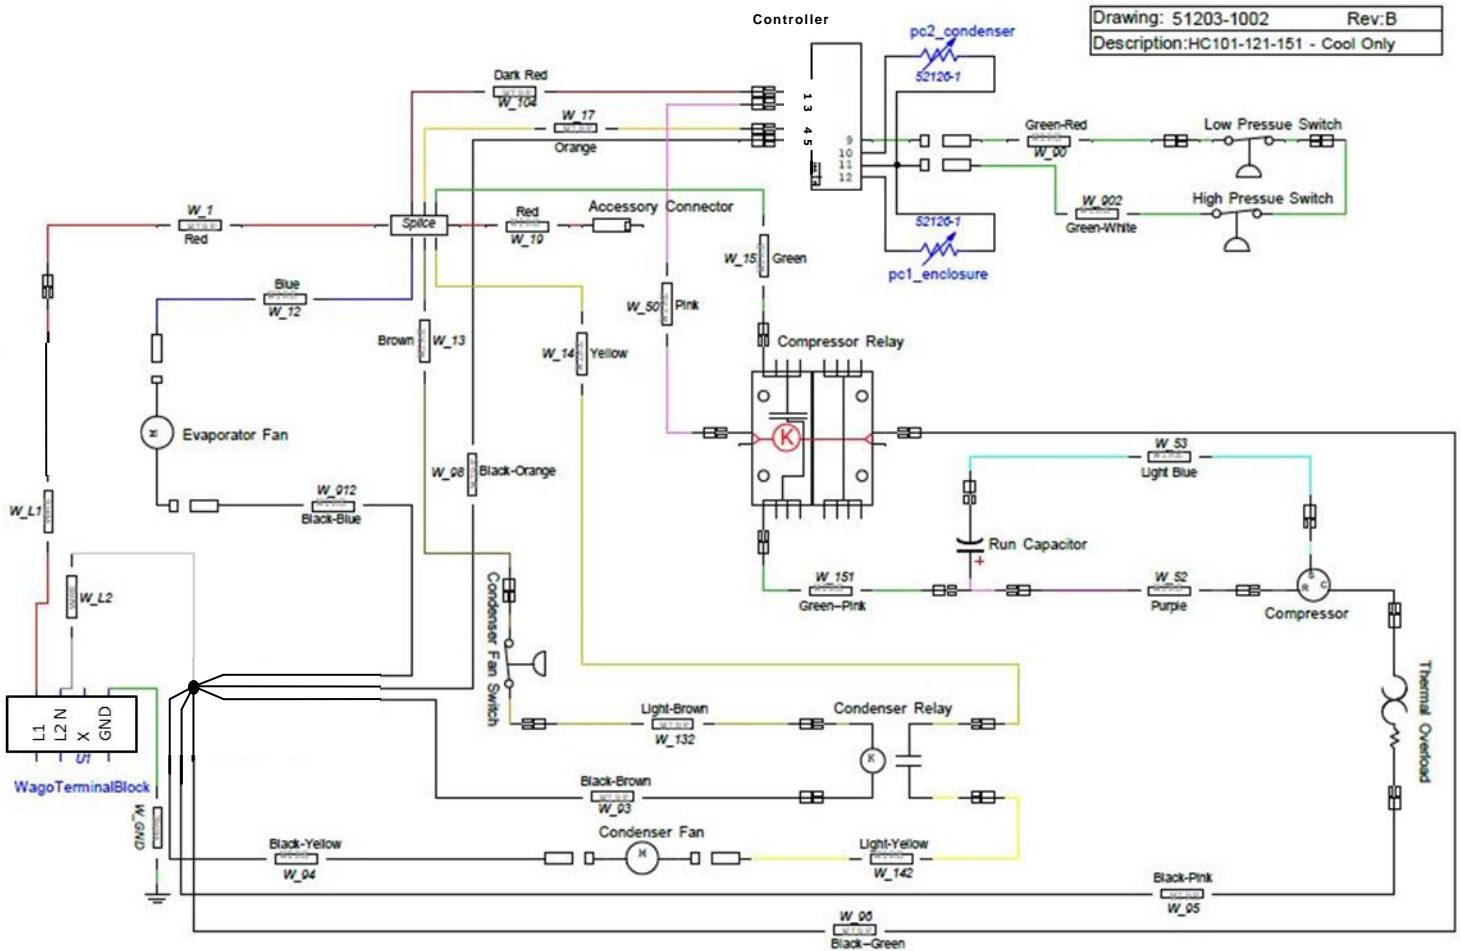 Controller
Drawing: 51203-1002 Rev:B
Description:HC101-121-151 - Cool Only
pc2_condenser
52126-1
Dark Red
W_104
W_17
Orange
1 3 4 5
9
10
11
12
Green-Red
W_90
Low Pressue Switch
W_902
Green-White
High Pressue Switch
52126-1
pc1_enclosure
W_1
Red
Splice
Red
W_19
Accessory Connector
W_15
Green
Blue
W_12
Brown
W_13
W_14
Yellow
W_50
Pink
Compressor Relay
K
M
Evaporator Fan
W_98
Black-Orange
W_53
Light Blue
W_L1
W_912
Black-Blue
Run Capacitor
+
W_L2
W_151
Green-Pink
W_52
Purple
S
R
C
Compressor
Condenser Fan Switch
Thermal Overload
L1
L2 N
X
GND
U1
WagoTerminalBlock
W_GND
Light-Brown
W_132
Condenser Relay
K
Black-Brown
W_93
Black-Yellow
W_94
Condenser Fan
M
Light-Yellow
W_142
Black-Pink
W_95
W_96
Black-Green